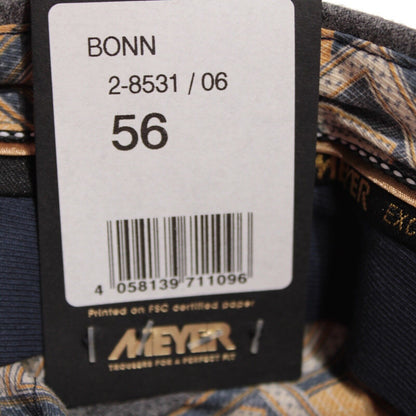 BONN
2-8531 / 06
56
4 058139 711096
Printed on FSC certified paper
MEYER
TROUSERS FOR A PERFECT FIT
MEYER
EXC